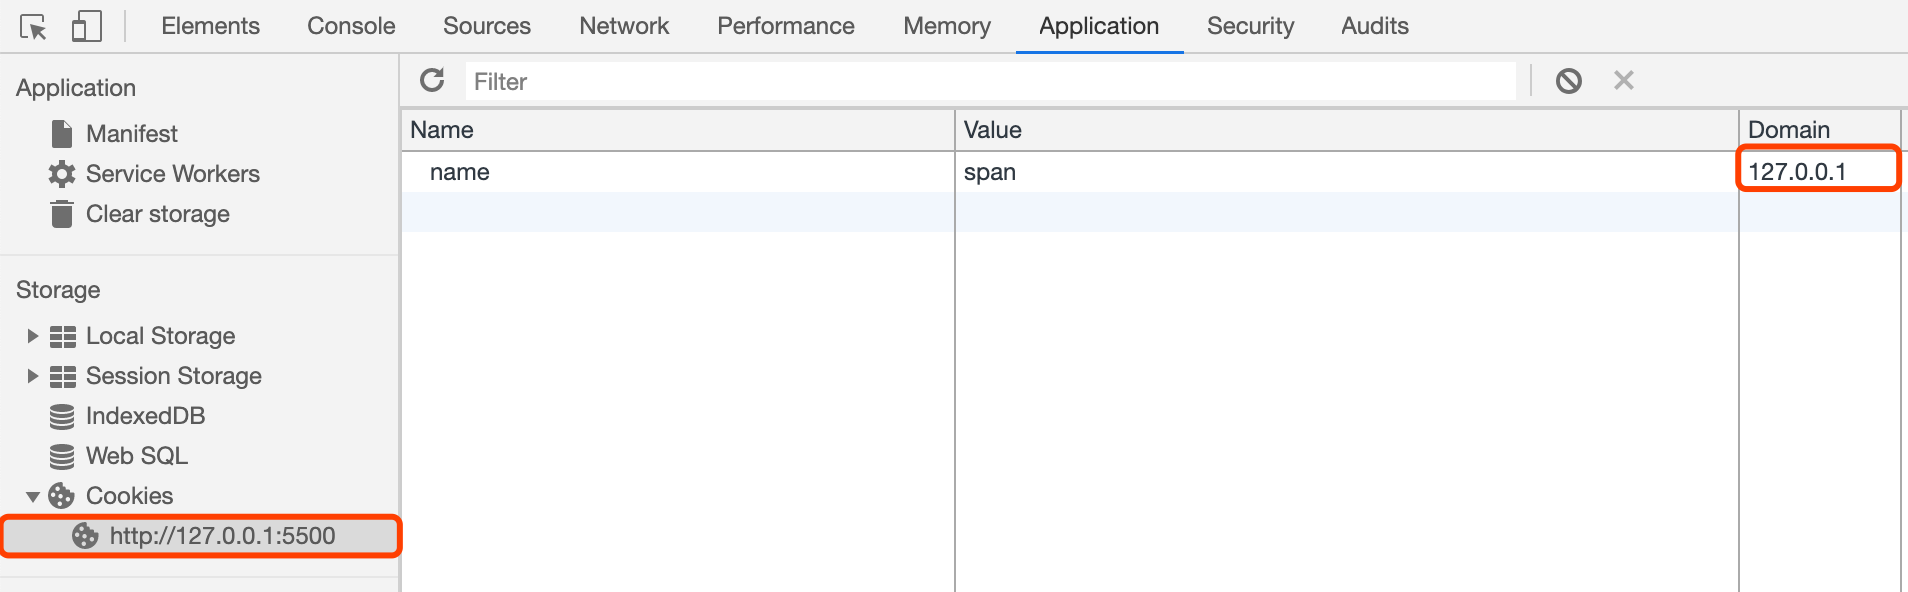 Elements Console Sources Network Performance Memory Application Security Audits
Application
Manifest
Service Workers
Clear storage
Storage
Local Storage
Session Storage
IndexedDB
Web SQL
Cookies
http://127.0.0.1:5500
Filter
Name Value Domain
name span 127.0.0.1